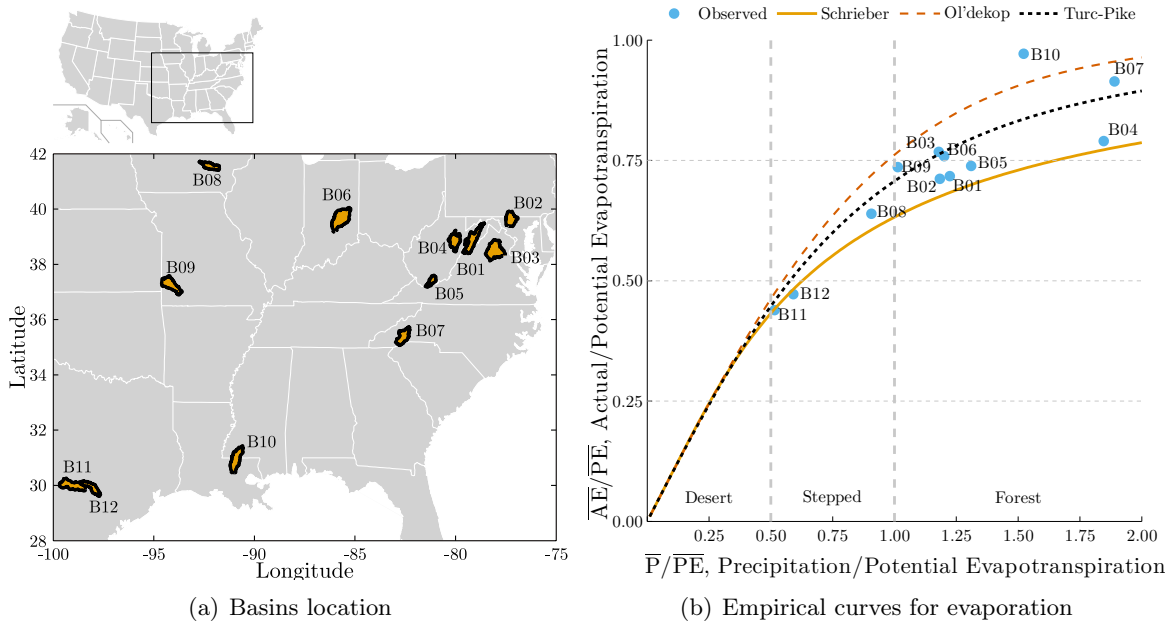 42
40
38
36
34
32
30
28
Latitude
B08
B06
B02
B04
B01
B03
B09
B05
B07
B10
B11
B12
-100
-95
-90
-85
-80
-75
Longitude
(a) Basins location
Observed Schrieber Ol'dekop Turc-Pike
1.00
0.75
0.50
0.25
0.00
AE/PE, Actual/Potential Evapotranspiration
B10
B07
B03
B06
B04
B09
B05
B02
B01
B08
B12
B11
Desert
Stepped
Forest
0.25
0.50
0.75
1.00
1.25
1.50
1.75
2.00
P/PE, Precipitation/Potential Evapotranspiration
(b) Empirical curves for evaporation